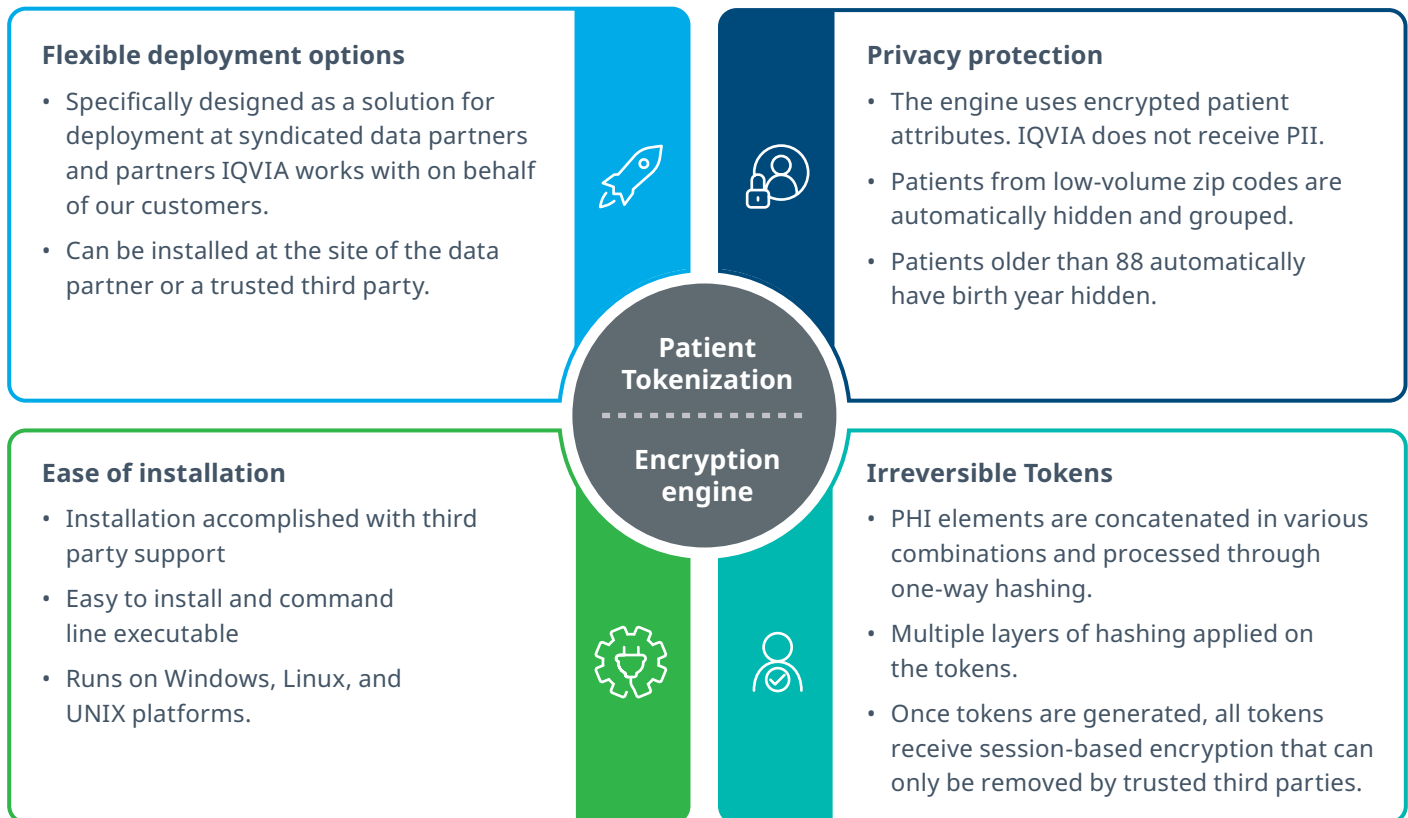 Flexible deployment options
• Specifically designed as a solution for
deployment at syndicated data partners
and partners IQVIA works with on behalf
of our customers.
• Can be installed at the site of the data
partner or a trusted third party.
Privacy protection
• The engine uses encrypted patient
attributes. IQVIA does not receive PII.
• Patients from low-volume zip codes are
automatically hidden and grouped.
• Patients older than 88 automatically
have birth year hidden.
Patient
Tokenization
Encryption
engine
Ease of installation
• Installation accomplished with third
party support
• Easy to install and command
line executable
• Runs on Windows, Linux, and
UNIX platforms.
Irreversible Tokens
• PHI elements are concatenated in various
combinations and processed through
one-way hashing.
• Multiple layers of hashing applied on
the tokens.
• Once tokens are generated, all tokens
receive session-based encryption that can
only be removed by trusted third parties.